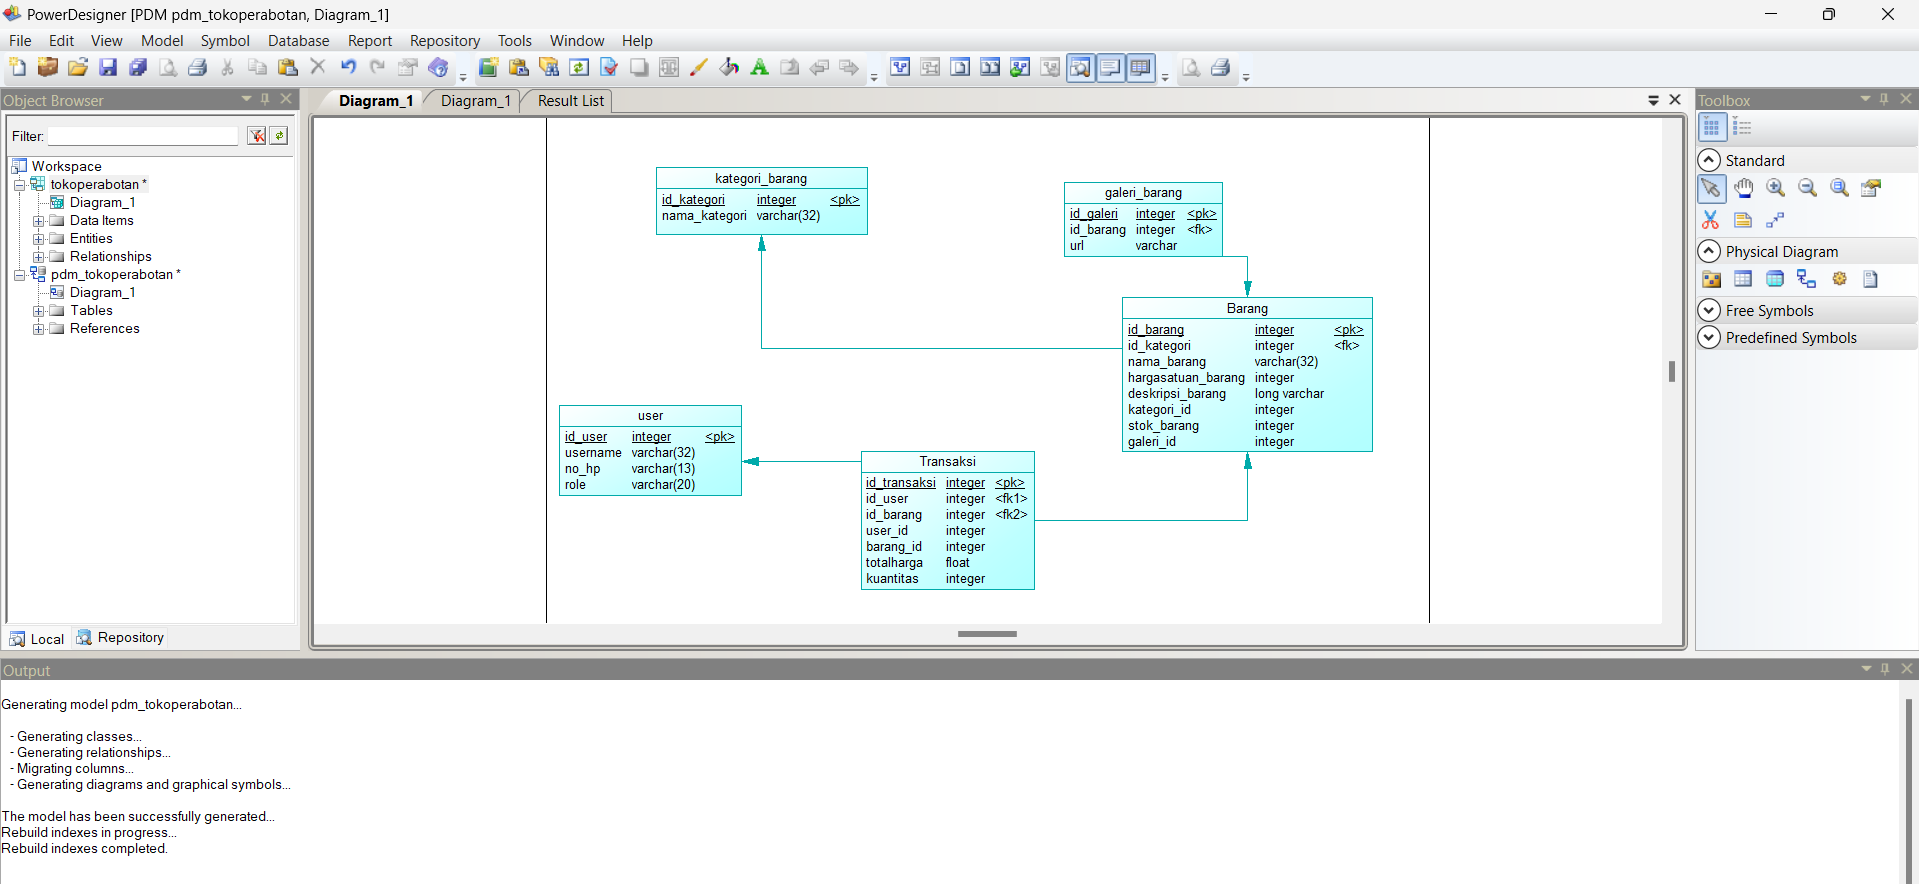 PowerDesigner [PDM pdm_tokoperabotan, Diagram_1]
File Edit View Model Symbol Database Report Repository Tools Window Help
Object Browser
Filter:
Workspace
tokoperabotan *
Diagram_1
Data Items
Entities
Relationships
pdm_tokoperabotan *
Diagram_1
Tables
References
Local Repository
Diagram_1 Diagram_1 Result List
kategori_barang
id_kategori integer <pk>
nama_kategori varchar(32)
galeri_barang
id_galeri integer <pk>
id_barang integer <fk>
url varchar
Barang
id_barang integer <pk>
id_kategori integer <fk>
nama_barang varchar(32)
hargasatuan_barang integer
deskripsi_barang long varchar
kategori_id integer
stok_barang integer
galeri_id integer
user
id_user integer <pk>
username varchar(32)
no_hp varchar(13)
role varchar(20)
Transaksi
id_transaksi integer <pk>
id_user integer <fk1>
id_barang integer <fk2>
user_id integer
barang_id integer
totalharga float
kuantitas integer
Toolbox
Standard
Physical Diagram
Free Symbols
Predefined Symbols
Output
Generating model pdm_tokoperabotan...
- Generating classes...
- Generating relationships...
- Migrating columns...
- Generating diagrams and graphical symbols...
The model has been successfully generated...
Rebuild indexes in progress...
Rebuild indexes completed.